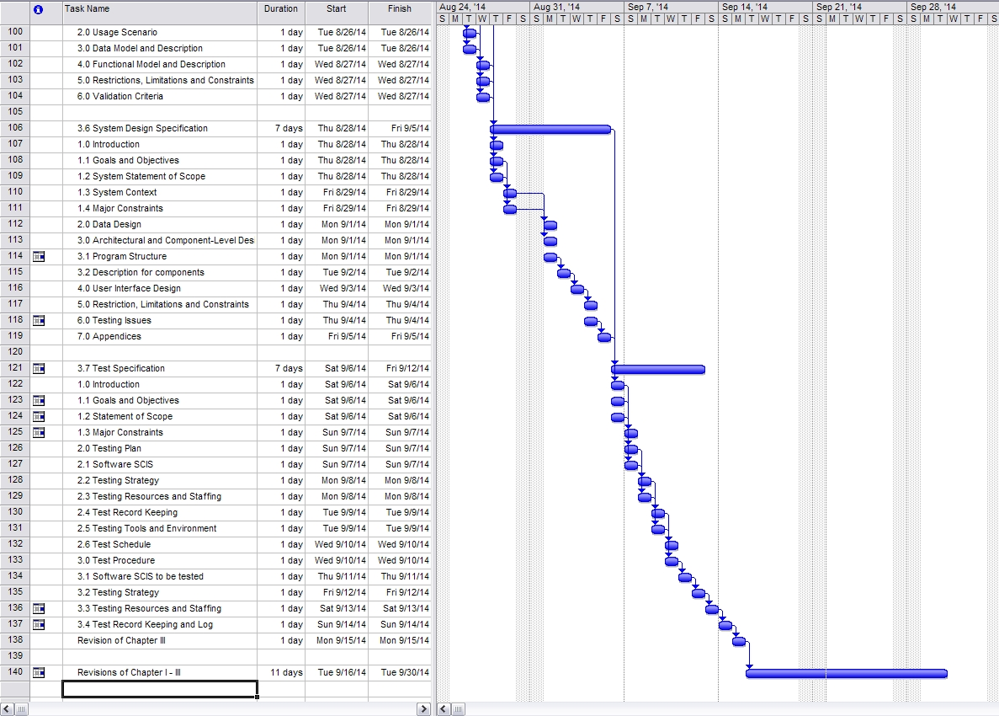 Task Name Duration Start Finish Aug 24, '14 Aug 31, '14 Sep 7, '14 Sep 14, '14 Sep 21, '14 Sep 28, '14
S M T W T F S S M T W T F S S M T W T F S S M T W T F S S M T W T F S S M T W T F S
100 2.0 Usage Scenario 1 day Tue 8/26/14 Tue 8/26/14
101 3.0 Data Model and Description 1 day Tue 8/26/14 Tue 8/26/14
102 4.0 Functional Model and Description 1 day Wed 8/27/14 Wed 8/27/14
103 5.0 Restrictions, Limitations and Constraints 1 day Wed 8/27/14 Wed 8/27/14
104 6.0 Validation Criteria 1 day Wed 8/27/14 Wed 8/27/14
105
106 3.6 System Design Specification 7 days Thu 8/28/14 Fri 9/5/14
107 1.0 Introduction 1 day Thu 8/28/14 Thu 8/28/14
108 1.1 Goals and Objectives 1 day Thu 8/28/14 Thu 8/28/14
109 1.2 System Statement of Scope 1 day Thu 8/28/14 Thu 8/28/14
110 1.3 System Context 1 day Fri 8/29/14 Fri 8/29/14
111 1.4 Major Constraints 1 day Fri 8/29/14 Fri 8/29/14
112 2.0 Data Design 1 day Mon 9/1/14 Mon 9/1/14
113 3.0 Architectural and Component-Level Des 1 day Mon 9/1/14 Mon 9/1/14
114 3.1 Program Structure 1 day Mon 9/1/14 Mon 9/1/14
115 3.2 Description for components 1 day Tue 9/2/14 Tue 9/2/14
116 4.0 User Interface Design 1 day Wed 9/3/14 Wed 9/3/14
117 5.0 Restriction, Limitations and Constraints 1 day Thu 9/4/14 Thu 9/4/14
118 6.0 Testing Issues 1 day Thu 9/4/14 Thu 9/4/14
119 7.0 Appendices 1 day Fri 9/5/14 Fri 9/5/14
120
121 3.7 Test Specification 7 days Sat 9/6/14 Fri 9/12/14
122 1.0 Introduction 1 day Sat 9/6/14 Sat 9/6/14
123 1.1 Goals and Objectives 1 day Sat 9/6/14 Sat 9/6/14
124 1.2 Statement of Scope 1 day Sat 9/6/14 Sat 9/6/14
125 1.3 Major Constraints 1 day Sun 9/7/14 Sun 9/7/14
126 2.0 Testing Plan 1 day Sun 9/7/14 Sun 9/7/14
127 2.1 Software SCIS 1 day Sun 9/7/14 Sun 9/7/14
128 2.2 Testing Strategy 1 day Mon 9/8/14 Mon 9/8/14
129 2.3 Testing Resources and Staffing 1 day Mon 9/8/14 Mon 9/8/14
130 2.4 Test Record Keeping 1 day Tue 9/9/14 Tue 9/9/14
131 2.5 Testing Tools and Environment 1 day Tue 9/9/14 Tue 9/9/14
132 2.6 Test Schedule 1 day Wed 9/10/14 Wed 9/10/14
133 3.0 Test Procedure 1 day Wed 9/10/14 Wed 9/10/14
134 3.1 Software SCIS to be tested 1 day Thu 9/11/14 Thu 9/11/14
135 3.2 Testing Strategy 1 day Fri 9/12/14 Fri 9/12/14
136 3.3 Testing Resources and Staffing 1 day Sat 9/13/14 Sat 9/13/14
137 3.4 Test Record Keeping and Log 1 day Sun 9/14/14 Sun 9/14/14
138 Revision of Chapter III 1 day Mon 9/15/14 Mon 9/15/14
139
140 Revisions of Chapter I - III 11 days Tue 9/16/14 Tue 9/30/14